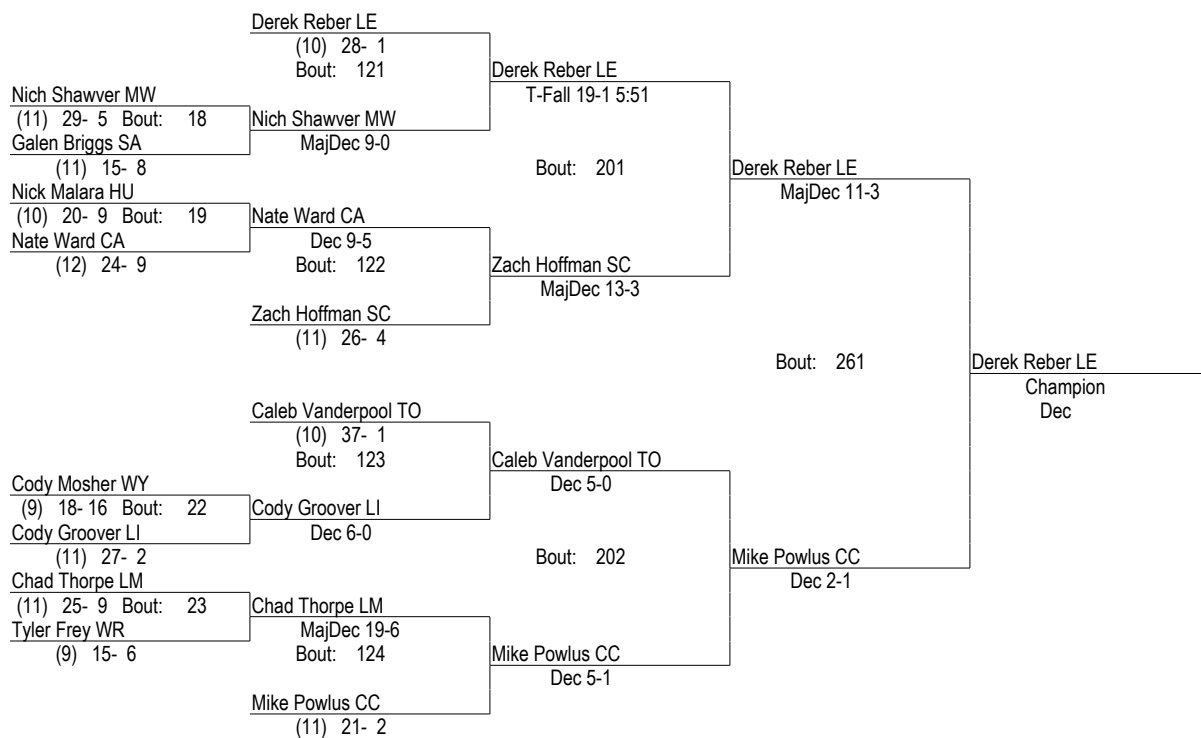 Derek Reber LE
(10) 28- 1
Bout: 121
Derek Reber LE
T-Fall 19-1 5:51
Nich Shawver MW
(11) 29- 5 Bout: 18
Nich Shawver MW
MajDec 9-0
Galen Briggs SA
(11) 15- 8
Bout: 201
Derek Reber LE
MajDec 11-3
Nick Malara HU
(10) 20- 9 Bout: 19
Nate Ward CA
Dec 9-5
Nate Ward CA
(12) 24- 9
Bout: 122
Zach Hoffman SC
MajDec 13-3
Zach Hoffman SC
(11) 26- 4
Bout: 261
Derek Reber LE
Champion
Dec
Caleb Vanderpool TO
(10) 37- 1
Bout: 123
Caleb Vanderpool TO
Dec 5-0
Cody Mosher WY
(9) 18- 16 Bout: 22
Cody Groover LI
Dec 6-0
Cody Groover LI
(11) 27- 2
Bout: 202
Mike Powlus CC
Dec 2-1
Chad Thorpe LM
(11) 25- 9 Bout: 23
Chad Thorpe LM
MajDec 19-6
Tyler Frey WR
(9) 15- 6
Bout: 124
Mike Powlus CC
Dec 5-1
Mike Powlus CC
(11) 21- 2